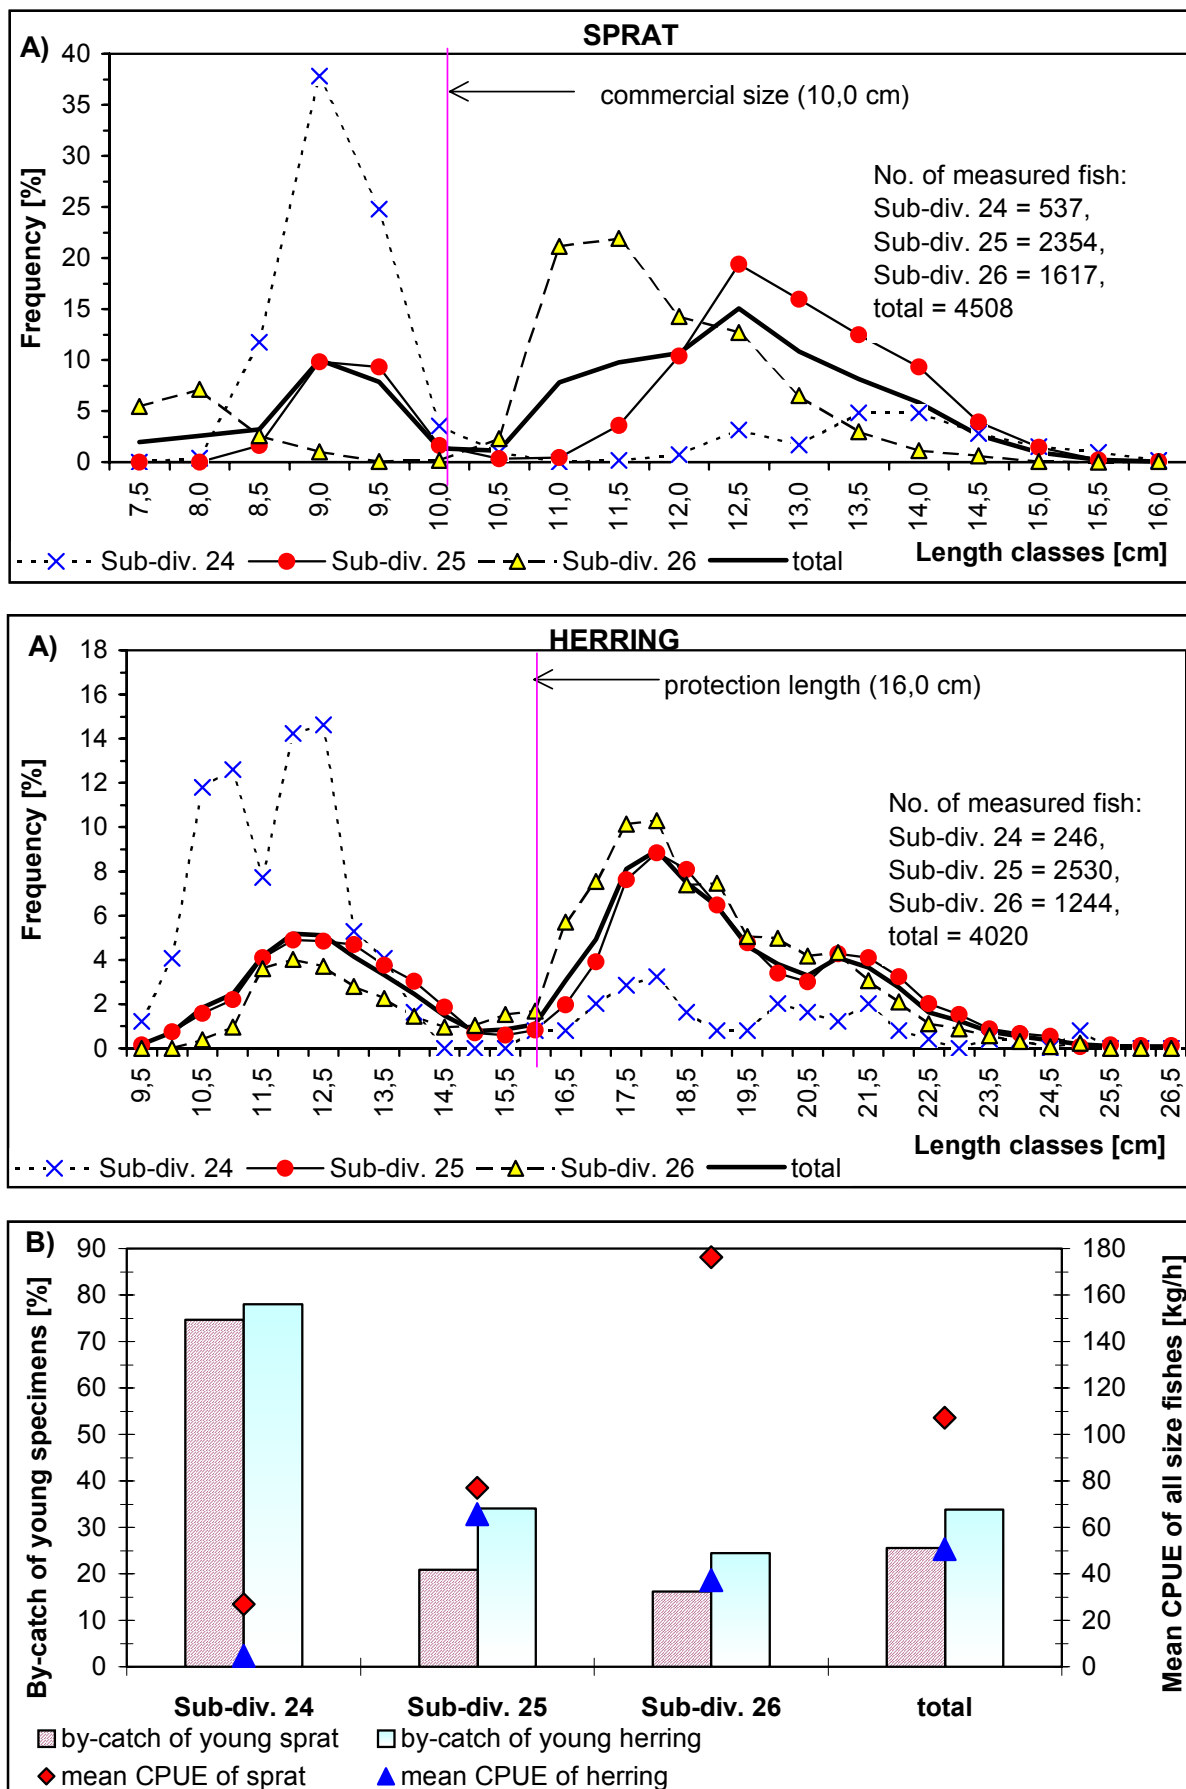 A)
SPRAT
40
35
30
25
20
15
10
5
0
Frequency [%]
commercial size (10,0 cm)
No. of measured fish:
Sub-div. 24 = 537,
Sub-div. 25 = 2354,
Sub-div. 26 = 1617,
total = 4508
7,5 8,0 8,5 9,0 9,5 10,0 10,5 11,0 11,5 12,0 12,5 13,0 13,5 14,0 14,5 15,0 15,5 16,0
Length classes [cm]
Sub-div. 24 Sub-div. 25 Sub-div. 26 total
A)
HERRING
18
16
14
12
10
8
6
4
2
0
Frequency [%]
protection length (16,0 cm)
No. of measured fish:
Sub-div. 24 = 246,
Sub-div. 25 = 2530,
Sub-div. 26 = 1244,
total = 4020
9,5 10,5 11,5 12,5 13,5 14,5 15,5 16,5 17,5 18,5 19,5 20,5 21,5 22,5 23,5 24,5 25,5 26,5
Length classes [cm]
Sub-div. 24 Sub-div. 25 Sub-div. 26 total
B)
90
80
70
60
50
40
30
20
10
0
By-catch of young specimens [%]
180
160
140
120
100
80
60
40
20
0
Mean CPUE of all size fishes [kg/h]
Sub-div. 24 Sub-div. 25 Sub-div. 26 total
by-catch of young sprat by-catch of young herring
mean CPUE of sprat mean CPUE of herring